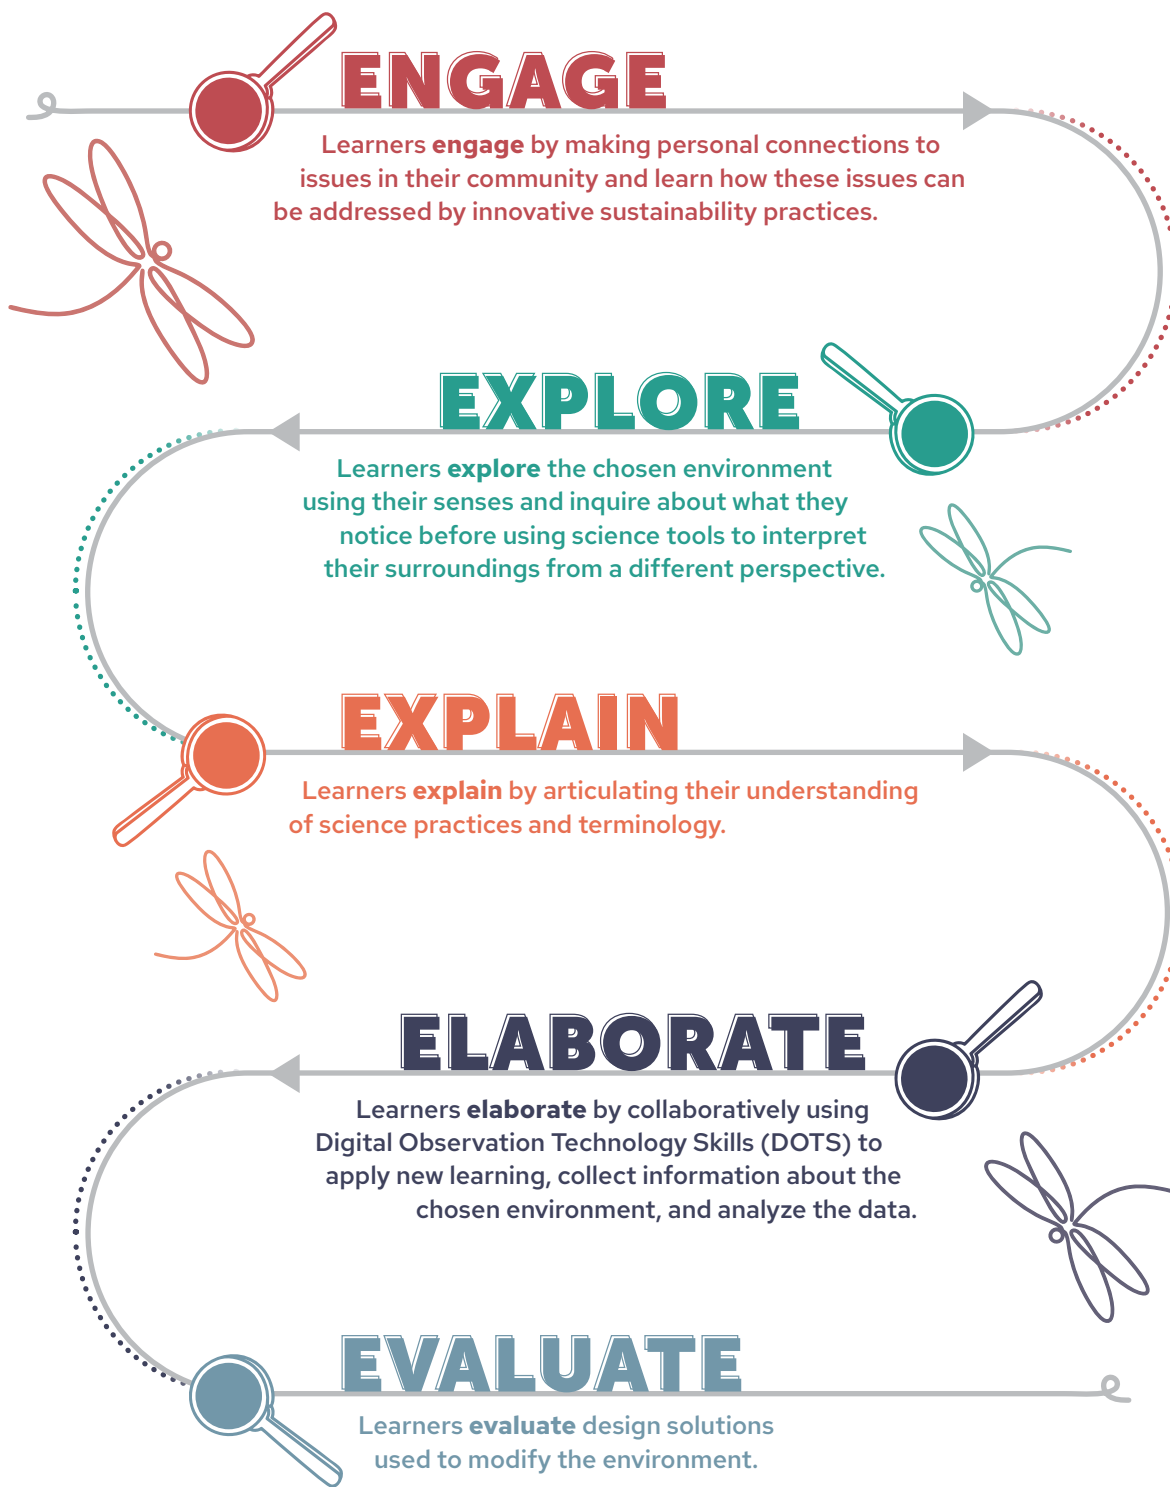 ENGAGE
Learners engage by making personal connections to
issues in their community and learn how these issues can
be addressed by innovative sustainability practices.
EXPLORE
Learners explore the chosen environment
using their senses and inquire about what they
notice before using science tools to interpret
their surroundings from a different perspective.
EXPLAIN
Learners explain by articulating their understanding
of science practices and terminology.
ELABORATE
Learners elaborate by collaboratively using
Digital Observation Technology Skills (DOTS) to
apply new learning, collect information about the
chosen environment, and analyze the data.
EVALUATE
Learners evaluate design solutions
used to modify the environment.